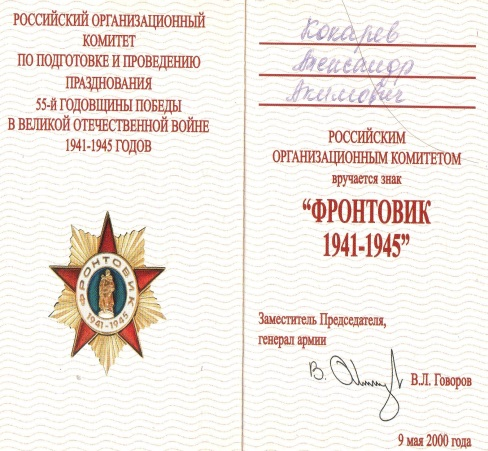 РОССИЙСКИЙ ОРГАНИЗАЦИОННЫЙ
КОМИТЕТ
ПО ПОДГОТОВКЕ И ПРОВЕДЕНИЮ
ПРАЗДНОВАНИЯ
55-й ГОДОВЩИНЫ ПОБЕДЫ
В ВЕЛИКОЙ ОТЕЧЕСТВЕННОЙ ВОЙНЕ
1941-1945 ГОДОВ
ФРОНТОВИК
1941-1945
Кокарев
Александр
Акимович
РОССИЙСКИМ
ОРГАНИЗАЦИОННЫМ КОМИТЕТОМ
вручается знак
“ФРОНТОВИК
1941-1945”
Заместитель Председателя,
генерал армии
В.Л. Говоров
9 мая 2000 года